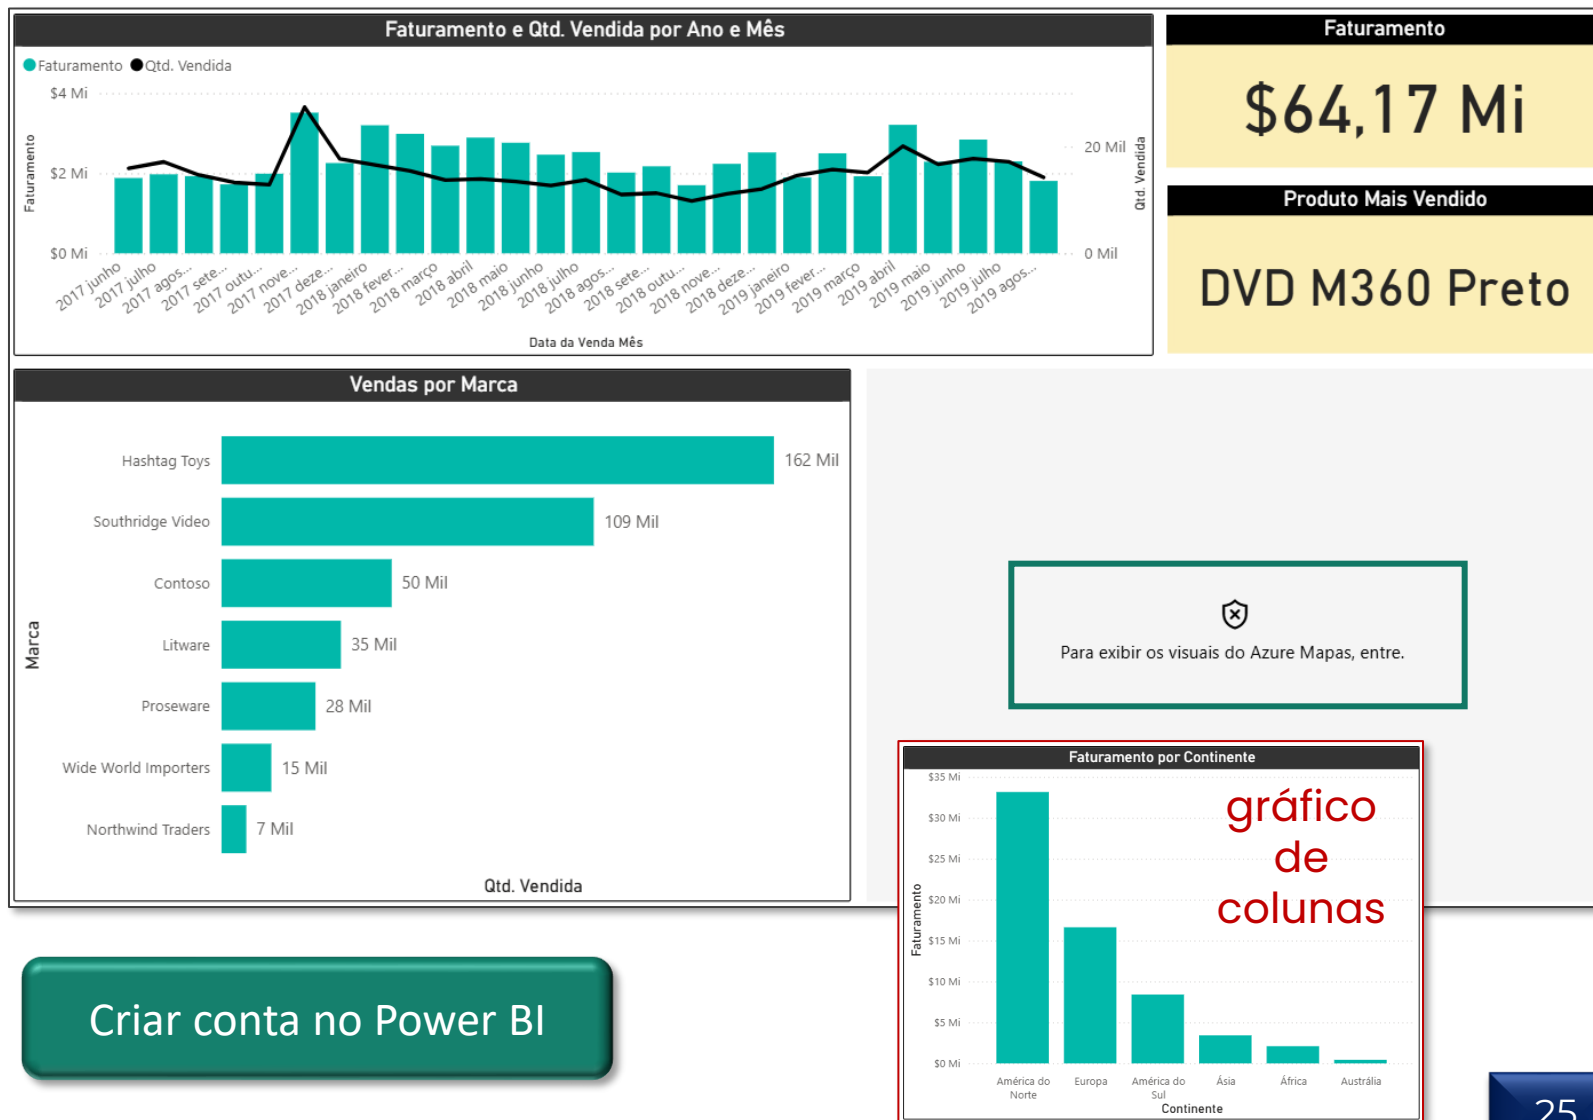 Faturamento e Qtd. Vendida por Ano e Mês
Faturamento Qtd. Vendida
$4 Mi
$2 Mi
$0 Mi
Faturamento
20 Mil
0 Mil
Qtd. Vendida
2017 junho
2017 julho
2017 agos...
2017 sete...
2017 outu...
2017 nove...
2017 deze...
2018 janeiro
2018 fever...
2018 março
2018 abril
2018 maio
2018 junho
2018 julho
2018 agos...
2018 sete...
2018 outu...
2018 nove...
2018 deze...
2019 janeiro
2019 fever...
2019 março
2019 abril
2019 maio
2019 junho
2019 julho
2019 agos...
Data da Venda Mês
Faturamento
$64,17 Mi
Produto Mais Vendido
DVD M360 Preto
Vendas por Marca
Marca
Hashtag Toys 162 Mil
Southridge Video 109 Mil
Contoso 50 Mil
Litware 35 Mil
Proseware 28 Mil
Wide World Importers 15 Mil
Northwind Traders 7 Mil
Qtd. Vendida
Para exibir os visuais do Azure Mapas, entre.
Faturamento por Continente
gráfico
de
colunas
$35 Mi
$30 Mi
$25 Mi
$20 Mi
$15 Mi
$10 Mi
$5 Mi
$0 Mi
Faturamento
América do
Norte
Europa
América do
Sul
Ásia
África
Austrália
Continente
Criar conta no Power BI
25